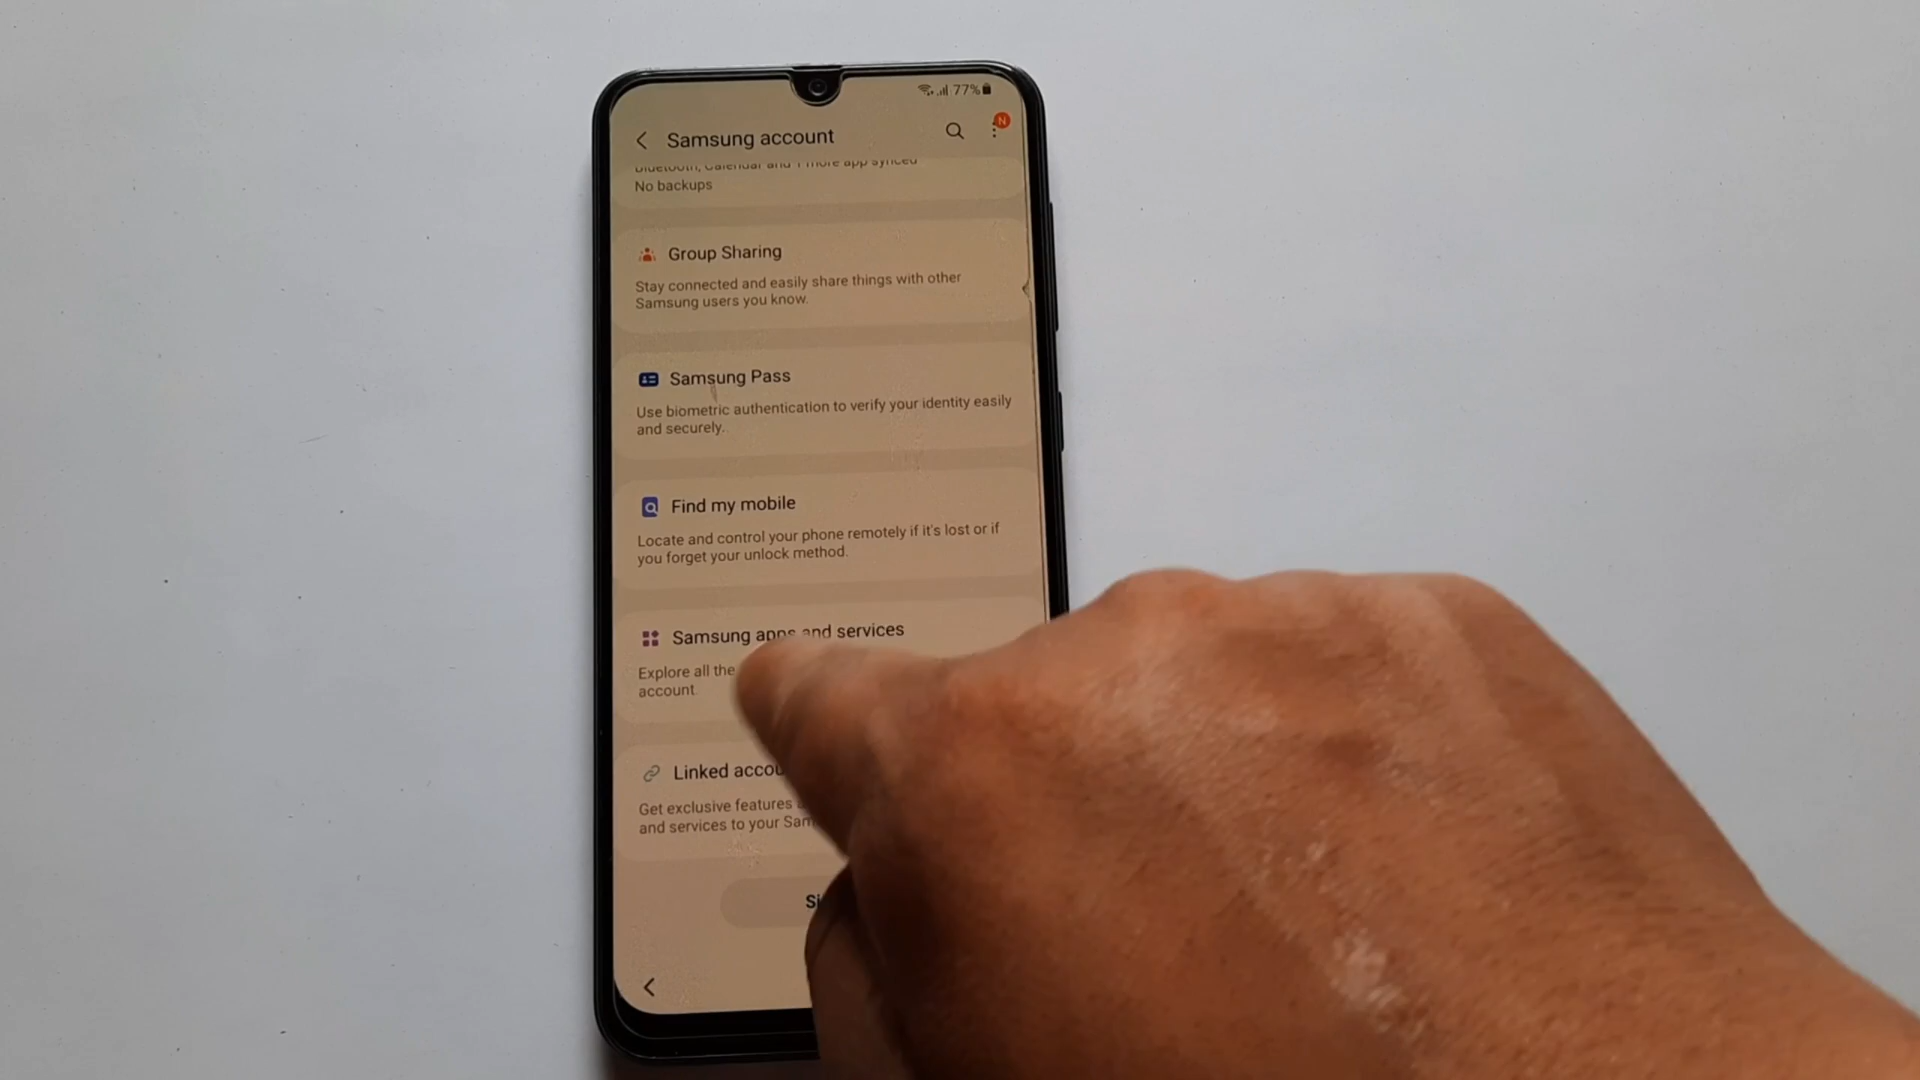 77%
Samsung account
N
Bluetooth, Calendar and 1 more app synced
No backups
Group Sharing
Stay connected and easily share things with other
Samsung users you know.
Samsung Pass
Use biometric authentication to verify your identity easily
and securely.
Find my mobile
Locate and control your phone remotely if it's lost or if
you forget your unlock method.
Samsung apps and services
Explore all the
account.
Linked accou
Get exclusive features
and services to your Sam
Si